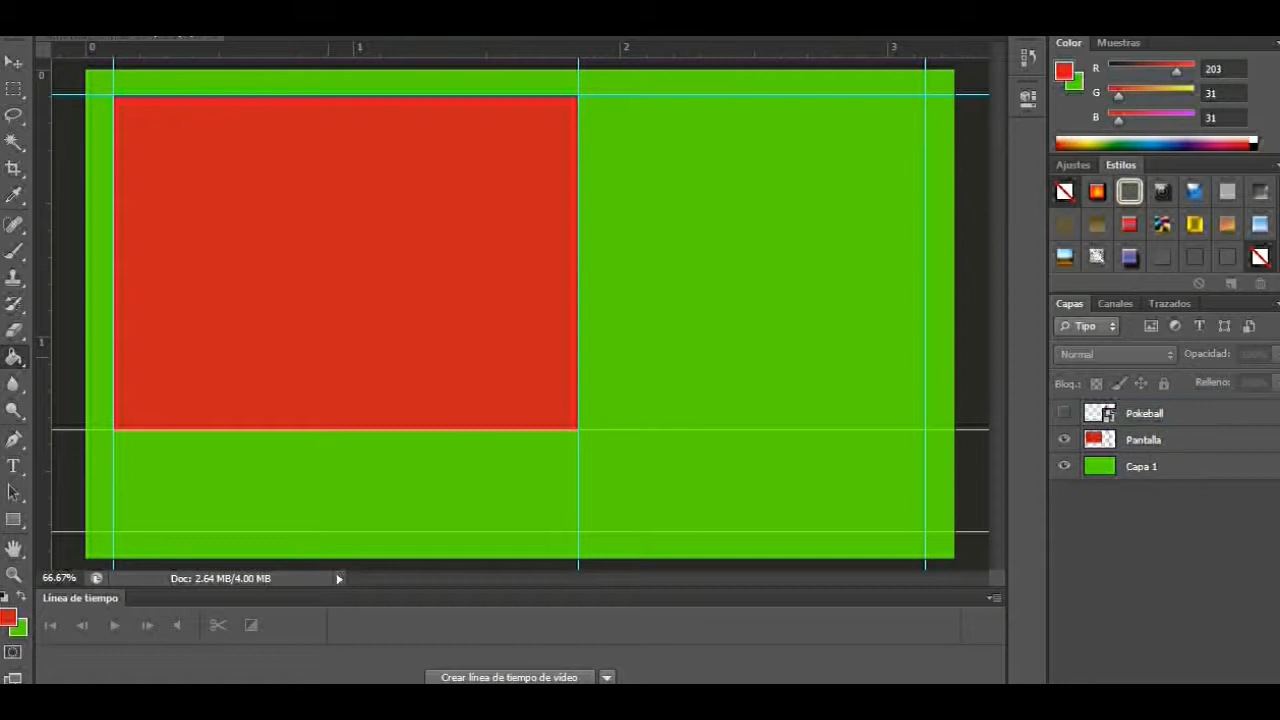 0 1 2 3
0
1
Color Muestras
R 203
G 31
B 31
Ajustes Estilos
Capas Canales Trazados
Tipo
Normal Opacidad: 100%
Bloq.: Relleno:
Pokeball
Pantalla
Capa 1
T
66.67% Doc: 2.64 MB/4.00 MB
Línea de tiempo
Crear línea de tiempo de vídeo